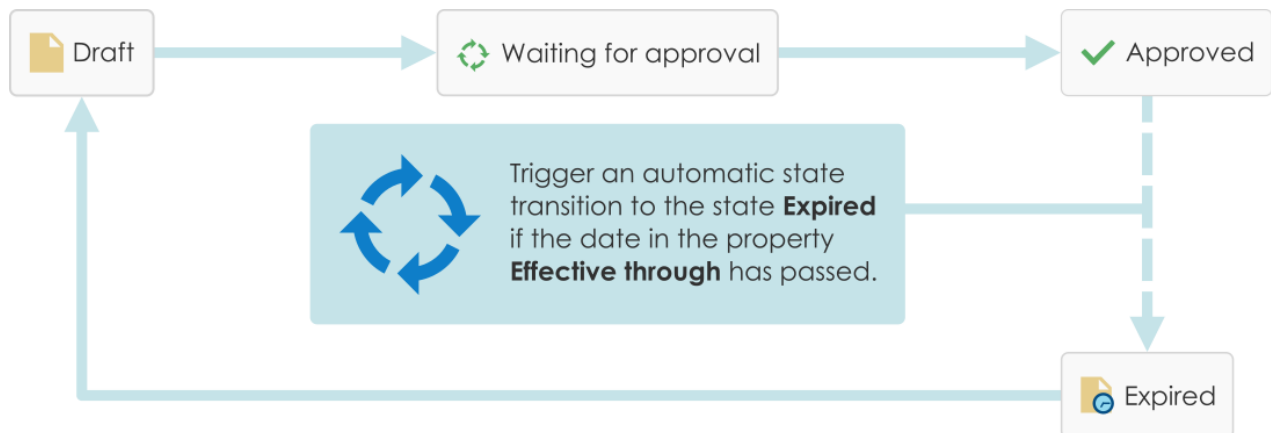 Draft
Waiting for approval
Approved
Trigger an automatic state
transition to the state Expired
if the date in the property
Effective through has passed.
Expired